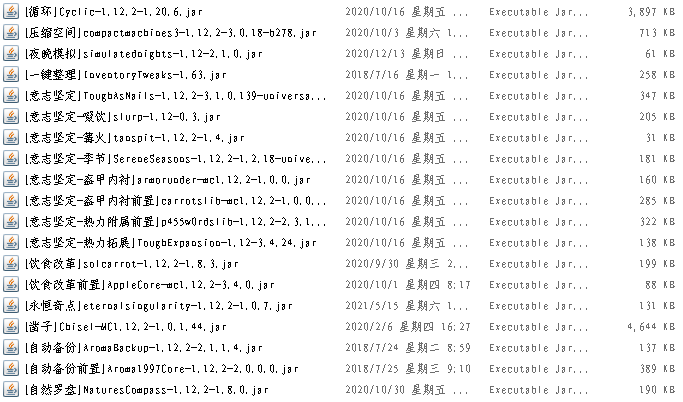 [循环]Cyclic-1.12.2-1.20.6.jar 2020/10/16 星期五 ... Executable Jar... 3,897 KB
[压缩空间]compactmachines3-1.12.2-3.0.18-b278.jar 2020/10/3 星期六 1... Executable Jar... 713 KB
[夜晚模拟]simulatednights-1.12-2.1.0.jar 2020/12/13 星期日 ... Executable Jar... 61 KB
[一键整理]InventoryTweaks-1.63.jar 2018/7/16 星期一 1... Executable Jar... 258 KB
[意志坚定]ToughAsNails-1.12.2-3.1.0.139-universa... 2020/10/16 星期五 ... Executable Jar... 347 KB
[意志坚定-啜饮]slurp-1.12-0.3.jar 2020/10/16 星期五 ... Executable Jar... 205 KB
[意志坚定-篝火]tanspit-1.12.2-1.4.jar 2020/10/16 星期五 ... Executable Jar... 31 KB
[意志坚定-季节]SereneSeasons-1.12.2-1.2.18-unive... 2020/10/16 星期五 ... Executable Jar... 181 KB
[意志坚定-盔甲内衬]armorunder-mc1.12.2-1.0.0.jar 2020/10/16 星期五 ... Executable Jar... 160 KB
[意志坚定-盔甲内衬前置]carrotslib-mc1.12.2-1.0.0... 2020/10/16 星期五 ... Executable Jar... 285 KB
[意志坚定-热力附属前置]p455w0rdslib-1.12.2-2.3.1... 2020/10/16 星期五 ... Executable Jar... 322 KB
[意志坚定-热力拓展]ToughExpansion-1.12-3.4.24.jar 2020/10/16 星期五 ... Executable Jar... 138 KB
[饮食改革]solcarrot-1.12.2-1.8.3.jar 2020/9/30 星期三 2... Executable Jar... 199 KB
[饮食改革前置]AppleCore-mc1.12.2-3.4.0.jar 2020/10/1 星期四 8:17 Executable Jar... 88 KB
[永恒奇点]eternalsingularity-1.12.2-1.0.7.jar 2021/5/15 星期六 1... Executable Jar... 131 KB
[凿子]Chisel-MC1.12.2-1.0.1.44.jar 2020/2/6 星期四 16:27 Executable Jar... 4,644 KB
[自动备份]AromaBackup-1.12.2-2.1.1.4.jar 2018/7/24 星期二 8:59 Executable Jar... 137 KB
[自动备份前置]Aroma1997Core-1.12.2-2.0.0.0.jar 2018/7/25 星期三 9:10 Executable Jar... 389 KB
[自然罗盘]NaturesCompass-1.12.2-1.8.0.jar 2020/10/30 星期五 ... Executable Jar... 190 KB